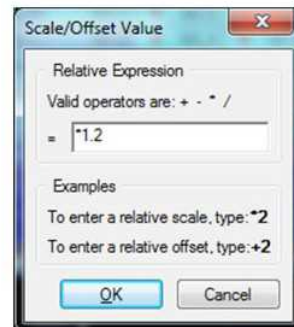 Scale/Offset Value
Relative Expression
Valid operators are: + - * /
= *1.2
Examples
To enter a relative scale, type:*2
To enter a relative offset, type:+2
OK
Cancel